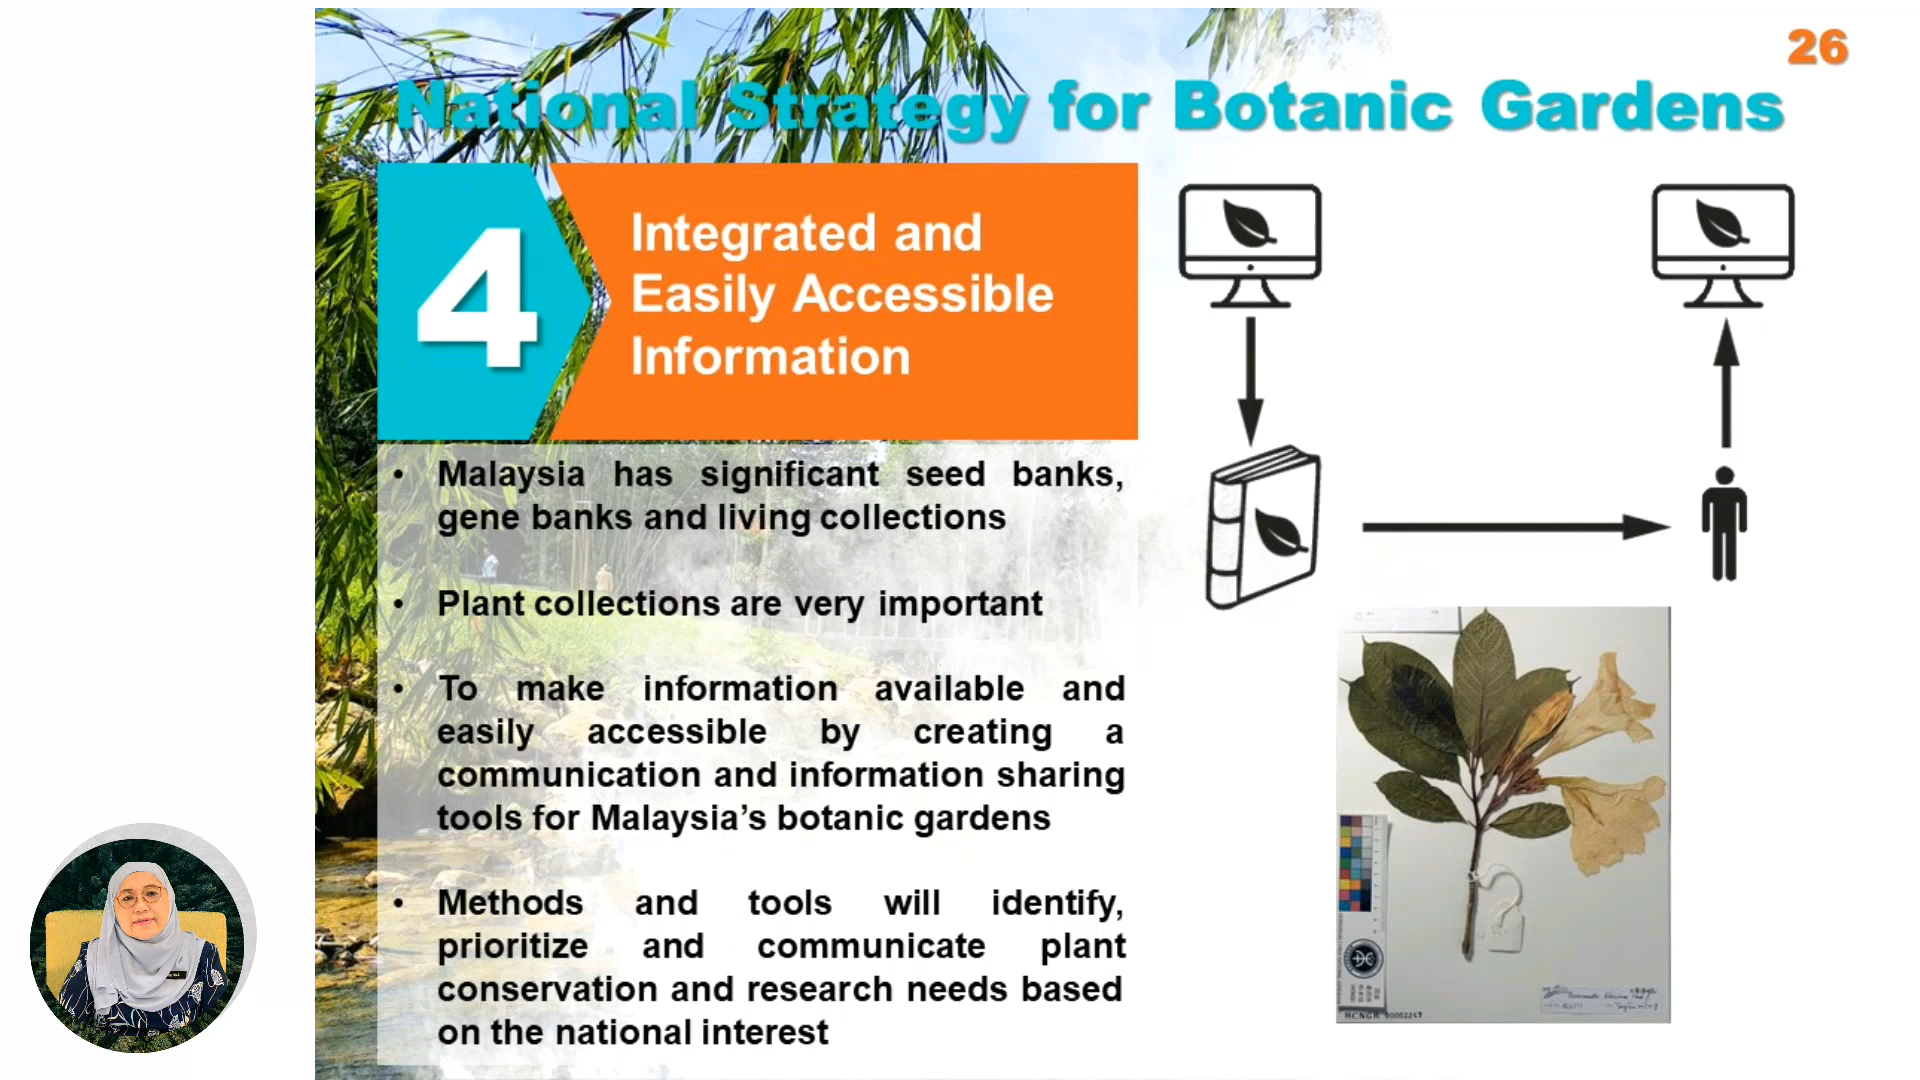 26
National Strategy for Botanic Gardens
4
Integrated and
Easily Accessible
Information
• Malaysia has significant seed banks,
gene banks and living collections
• Plant collections are very important
• To make information available and
easily accessible by creating a
communication and information sharing
tools for Malaysia’s botanic gardens
• Methods and tools will identify,
prioritize and communicate plant
conservation and research needs based
on the national interest
HCNGB 00002247